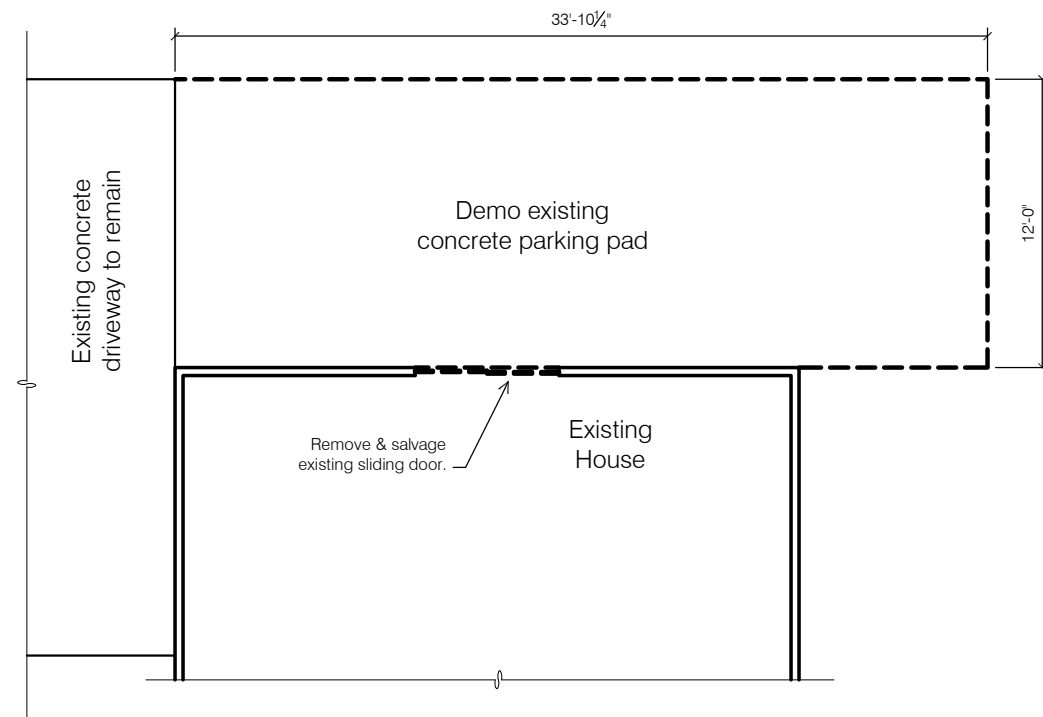 33'-10¼"
Existing concrete
driveway to remain
Demo existing
concrete parking pad
12'-0"
Remove & salvage
existing sliding door.
Existing
House